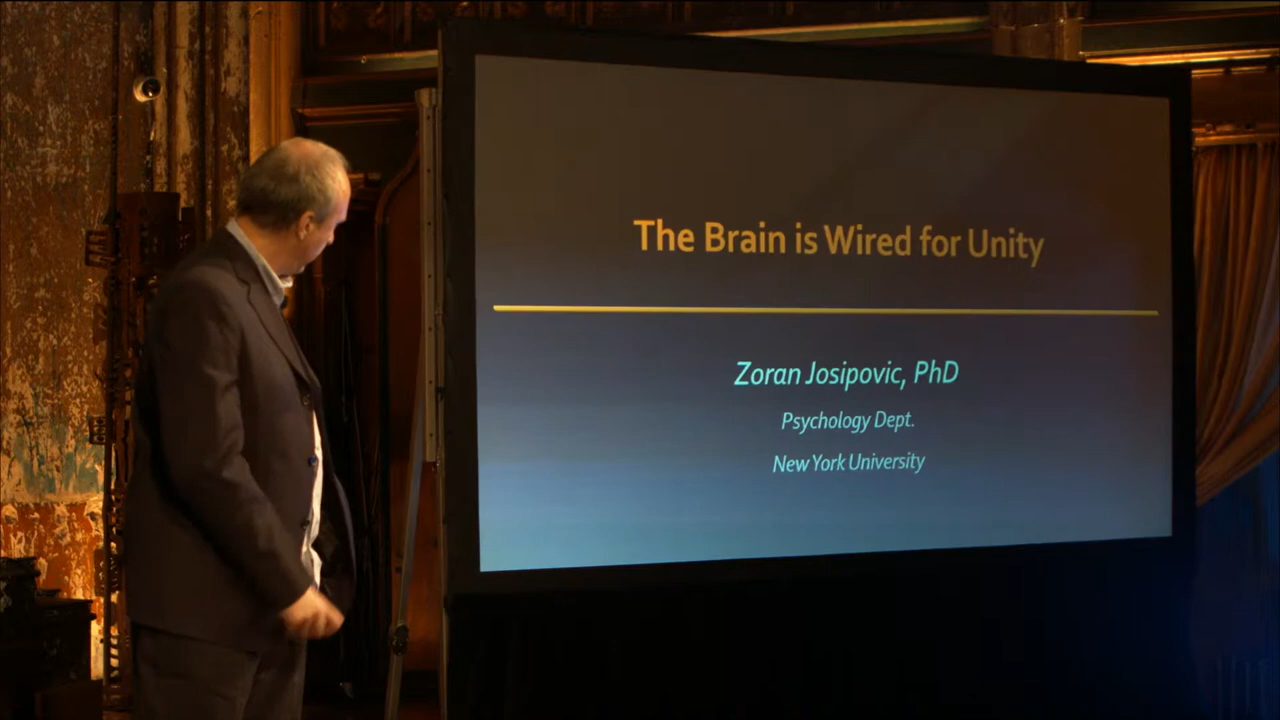 The Brain is Wired for Unity
Zoran Josipovic, PhD
Psychology Dept.
New York University